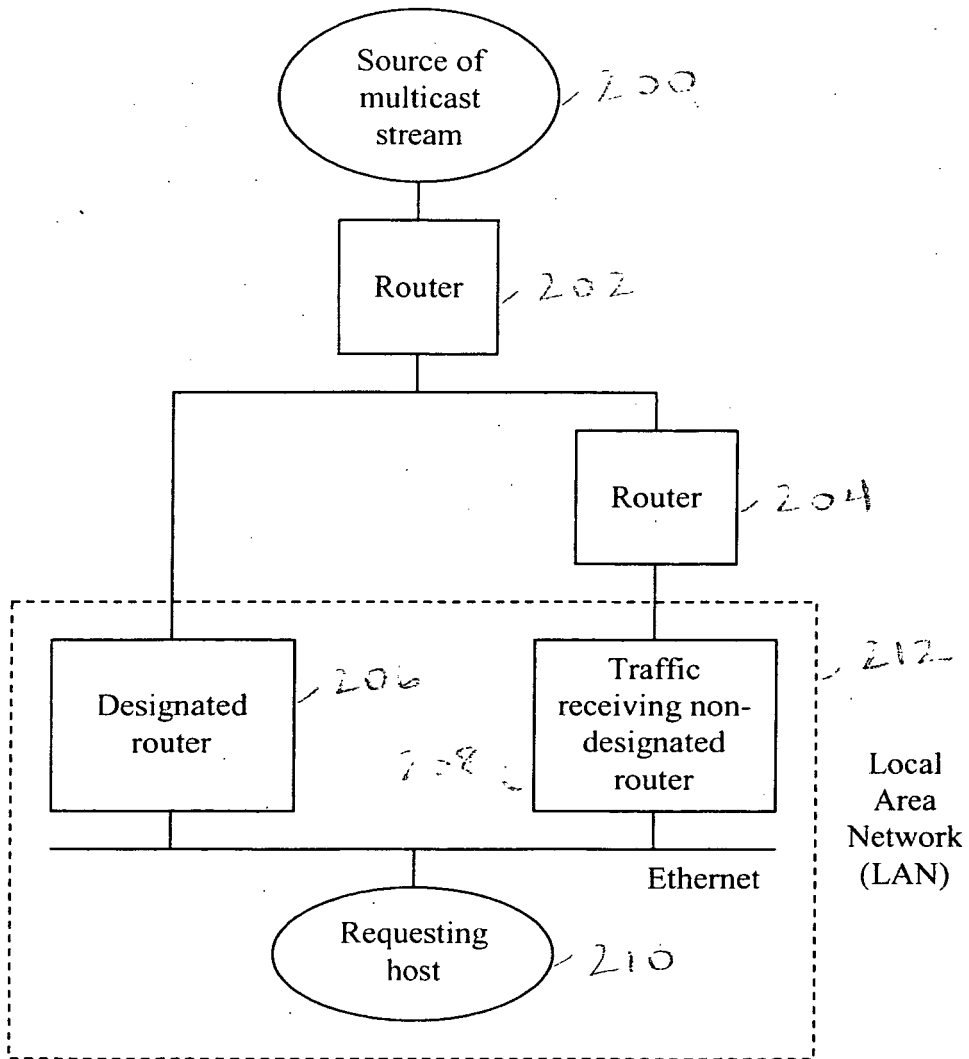 Source of
multicast
stream
200
Router
202
Router
204
Designated
router
206
Traffic
receiving non-
designated
router
208
212
Local
Area
Network
(LAN)
Ethernet
Requesting
host
210